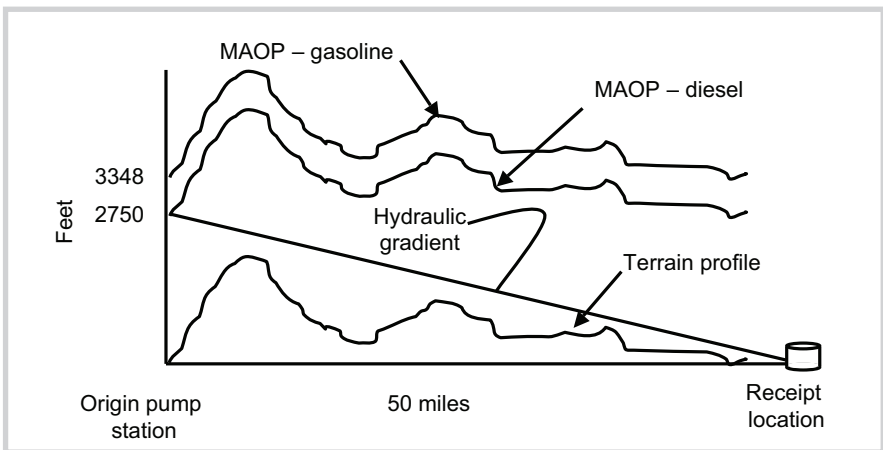 MAOP – gasoline
MAOP – diesel
3348
2750
Feet
Hydraulic
gradient
Terrain profile
Origin pump
station
50 miles
Receipt
location